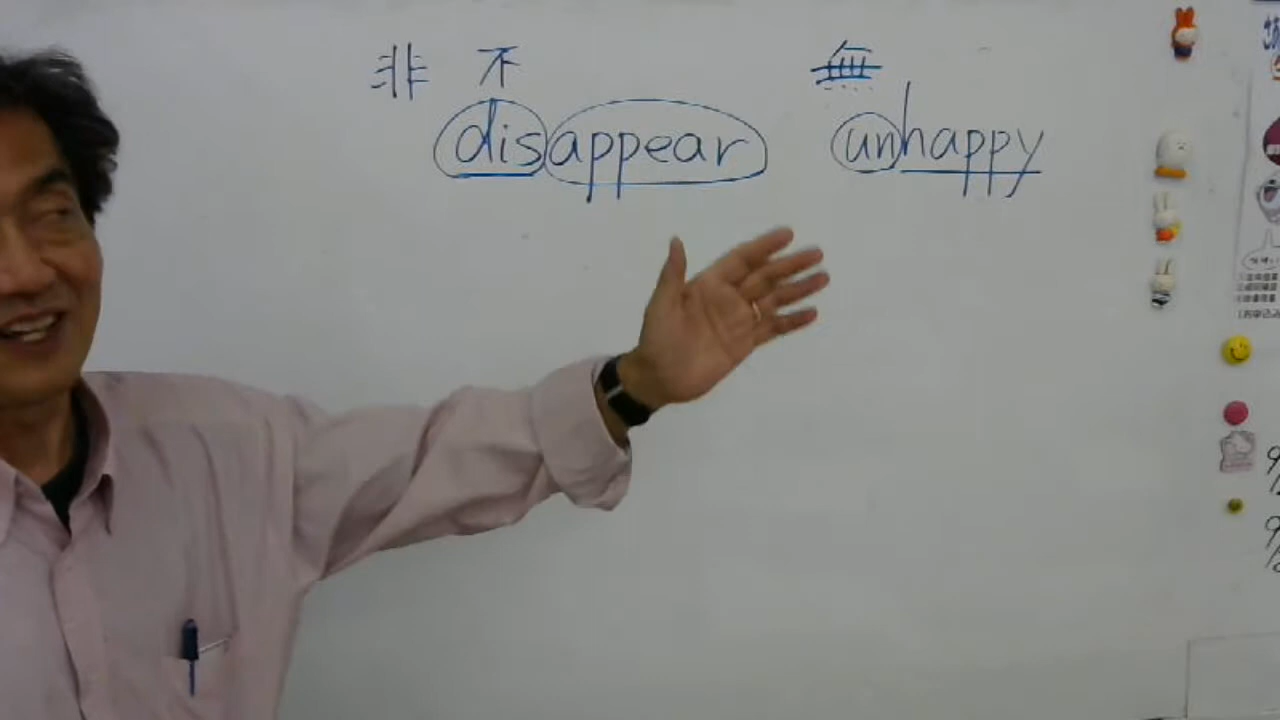 非 不 無
disappear unhappy